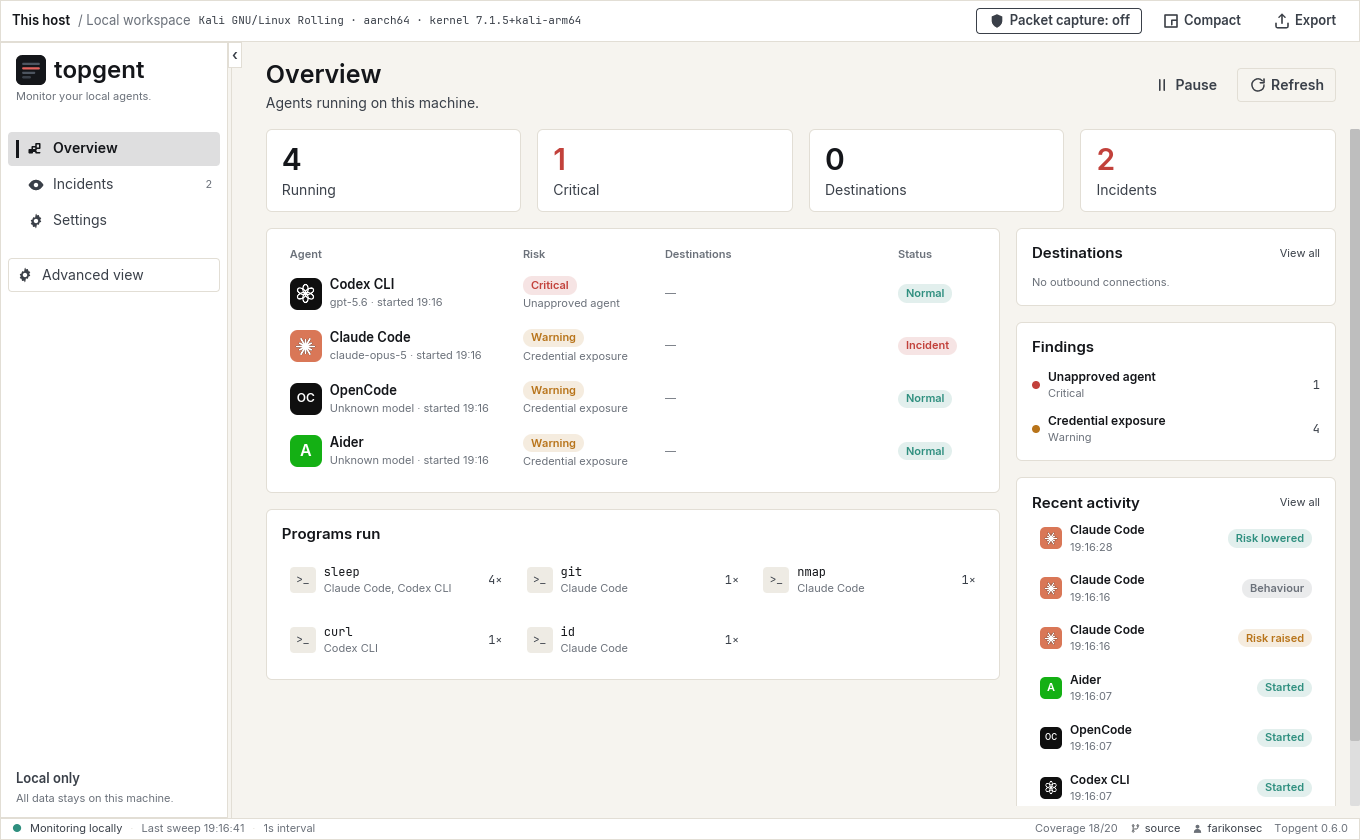 This host / Local workspace Kali GNU/Linux Rolling · aarch64 · kernel 7.1.5+kali-arm64
Packet capture: off
Compact
Export
topgent
Monitor your local agents.
Overview
Incidents 2
Settings
Advanced view
Local only
All data stays on this machine.
Overview
Agents running on this machine.
Pause
Refresh
4
Running
1
Critical
0
Destinations
2
Incidents
Agent Risk Destinations Status
Codex CLI
gpt-5.6 · started 19:16
Critical
Unapproved agent
—
Normal
Claude Code
claude-opus-5 · started 19:16
Warning
Credential exposure
—
Incident
OC
OpenCode
Unknown model · started 19:16
Warning
Credential exposure
—
Normal
A
Aider
Unknown model · started 19:16
Warning
Credential exposure
—
Normal
Programs run
>_
sleep
Claude Code, Codex CLI
4×
>_
git
Claude Code
1×
>_
nmap
Claude Code
1×
>_
curl
Codex CLI
1×
>_
id
Claude Code
1×
Destinations View all
No outbound connections.
Findings
Unapproved agent
Critical
1
Credential exposure
Warning
4
Recent activity View all
Claude Code
19:16:28
Risk lowered
Claude Code
19:16:16
Behaviour
Claude Code
19:16:16
Risk raised
A
Aider
19:16:07
Started
OC
OpenCode
19:16:07
Started
Codex CLI
19:16:07
Started
Monitoring locally · Last sweep 19:16:41 · 1s interval
Coverage 18/20 source farikonsec Topgent 0.6.0